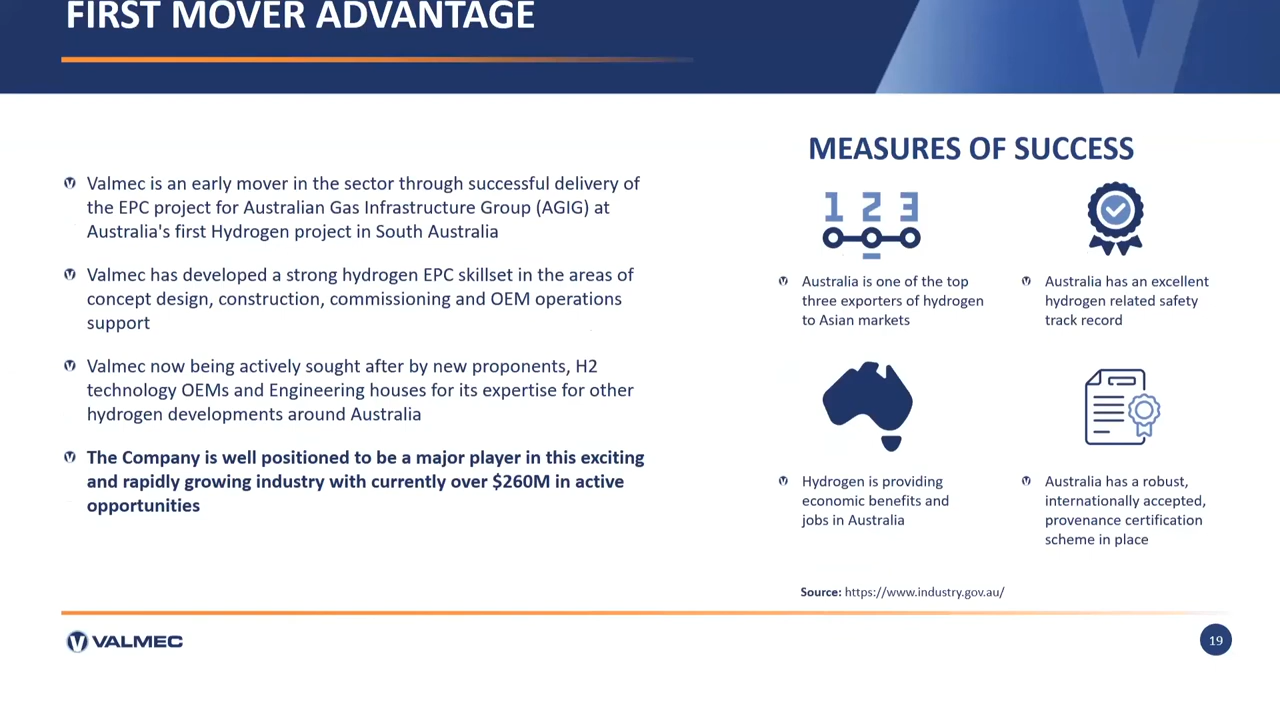 FIRST MOVER ADVANTAGE
Valmec is an early mover in the sector through successful delivery of
the EPC project for Australian Gas Infrastructure Group (AGIG) at
Australia's first Hydrogen project in South Australia
Valmec has developed a strong hydrogen EPC skillset in the areas of
concept design, construction, commissioning and OEM operations
support
Valmec now being actively sought after by new proponents, H2
technology OEMs and Engineering houses for its expertise for other
hydrogen developments around Australia
The Company is well positioned to be a major player in this exciting
and rapidly growing industry with currently over $260M in active
opportunities
MEASURES OF SUCCESS
1 2 3
Australia is one of the top
three exporters of hydrogen
to Asian markets
Australia has an excellent
hydrogen related safety
track record
Hydrogen is providing
economic benefits and
jobs in Australia
Australia has a robust,
internationally accepted,
provenance certification
scheme in place
Source: https://www.industry.gov.au/
VALMEC
19